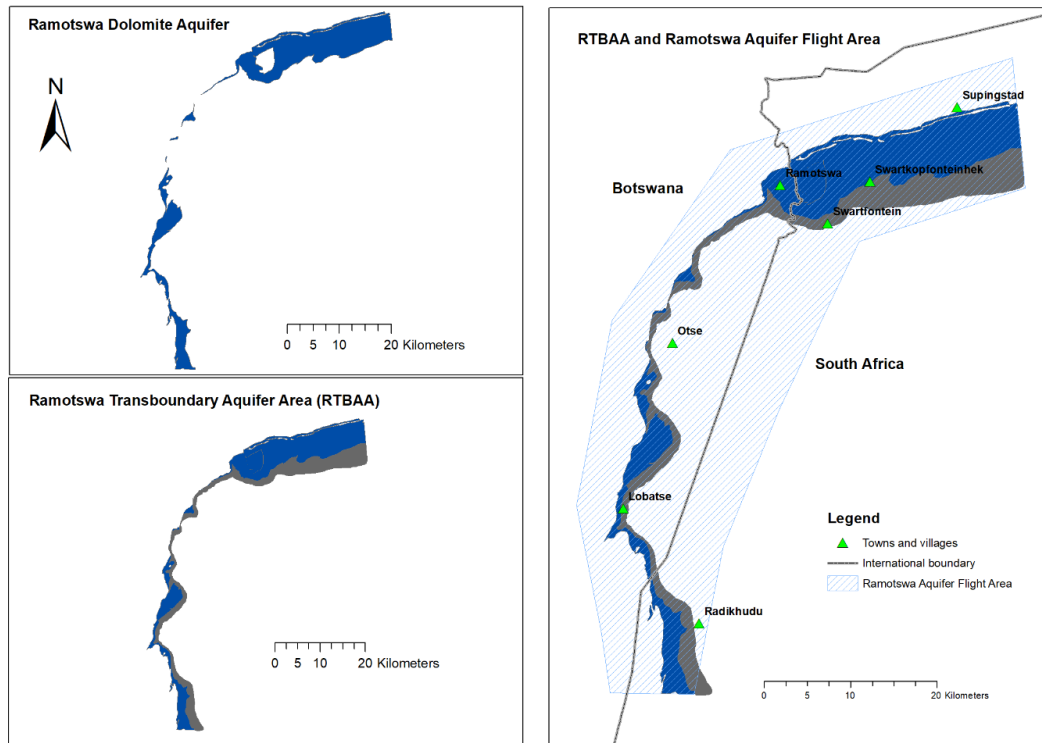 Ramotswa Dolomite Aquifer
N
0 5 10 20 Kilometers
Ramotswa Transboundary Aquifer Area (RTBAA)
0 5 10 20 Kilometers
RTBAA and Ramotswa Aquifer Flight Area
Supingstad
Botswana
Ramotswa
Swartkopfonteinhek
Swartfontein
Otse
South Africa
Lobatse
Legend
Towns and villages
International boundary
Ramotswa Aquifer Flight Area
Radikhudu
0 5 10 20 Kilometers